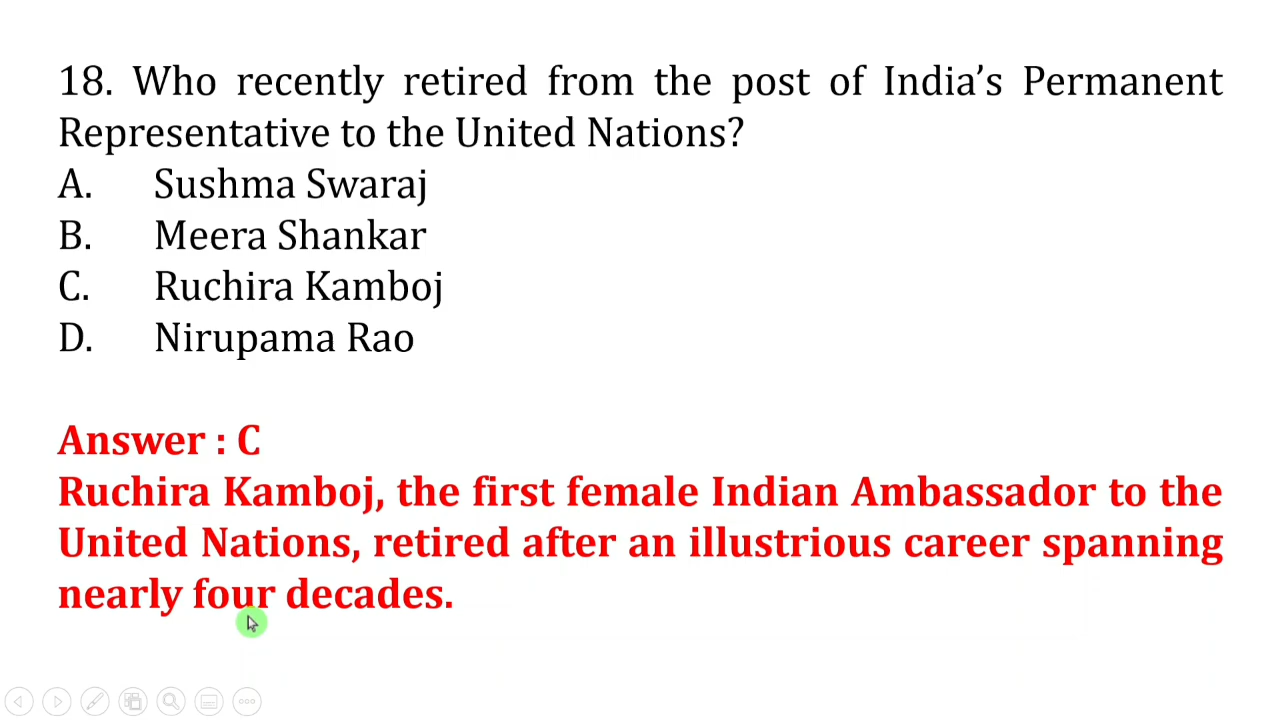 18. Who recently retired from the post of India’s Permanent
Representative to the United Nations?
A. Sushma Swaraj
B. Meera Shankar
C. Ruchira Kamboj
D. Nirupama Rao
Answer : C
Ruchira Kamboj, the first female Indian Ambassador to the
United Nations, retired after an illustrious career spanning
nearly four decades.